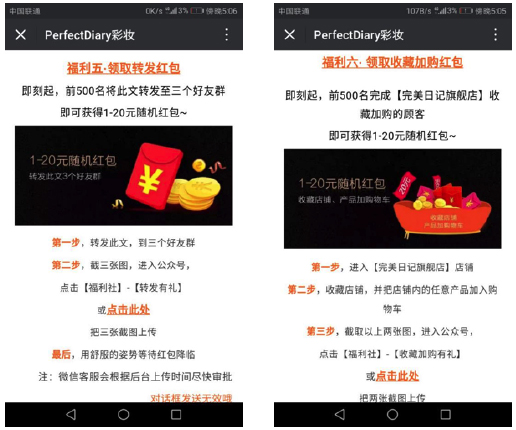 中国联通
0K/s 3% 傍晚5:06
PerfectDiary彩妆
福利五·领取转发红包
即刻起，前500名将此文转发至三个好友群
即可获得1-20元随机红包~
1-20元随机红包
转发此文3个好友群
第一步，转发此文，到三个好友群
第二步，截三张图，进入公众号，
点击【福利社】-【转发有礼】
或点击此处
把三张截图上传
最后，用舒服的姿势等待红包降临
注：微信客服会根据后台上传时间尽快审批
对话框发送无效哦
中国联通
107B/s 3% 傍晚5:05
PerfectDiary彩妆
福利六· 领取收藏加购红包
即刻起，前500名完成【完美日记旗舰店】收
藏加购的顾客
即可获得1-20元随机红包~
1-20元随机红包
收藏店铺、产品加购物车
20元
收藏店铺，
产品加购物车
第一步，进入【完美日记旗舰店】店铺
第二步，收藏店铺，并把店铺内的任意产品加入购
物车
第三步，截取以上两张图，进入公众号，
点击【福利社】-【收藏加购有礼】
或点击此处
把两张截图上传